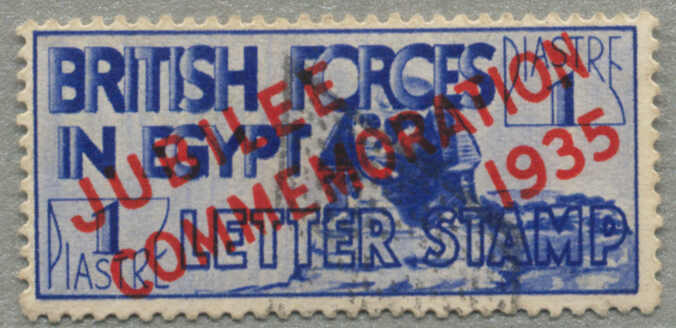 BRITISH FORCES
IN EGYPT
PIASTRE
1
1
PIASTRE
LETTER STAMP
JUBILEE
COMMEMORATION
1935